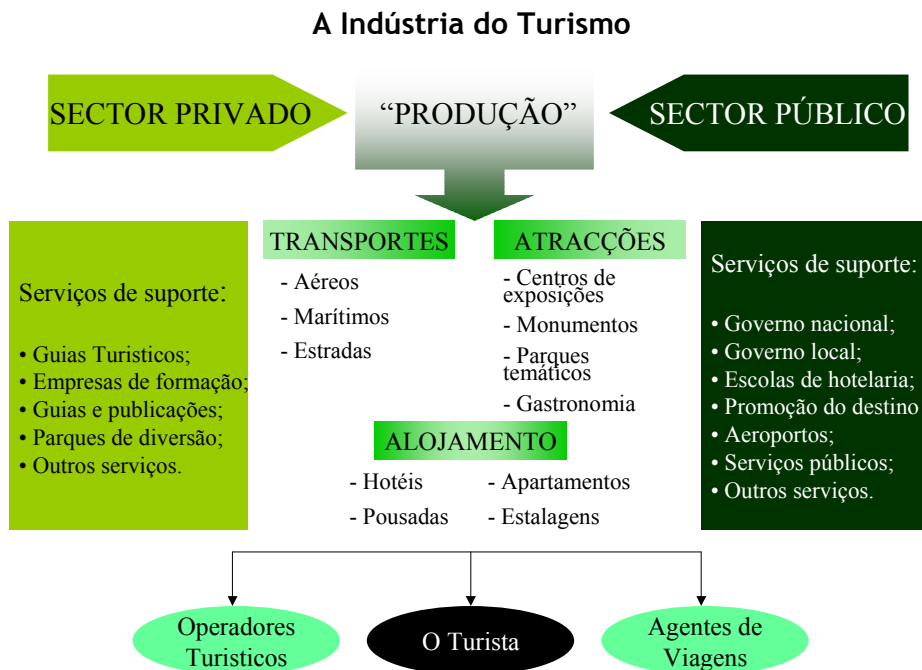 A Indústria do Turismo
SECTOR PRIVADO
“PRODUÇÃO”
SECTOR PÚBLICO
Serviços de suporte:
• Guias Turisticos;
• Empresas de formação;
• Guias e publicações;
• Parques de diversão;
• Outros serviços.
TRANSPORTES
- Aéreos
- Marítimos
- Estradas
ATRACÇÕES
- Centros de
exposições
- Monumentos
- Parques
temáticos
- Gastronomia
ALOJAMENTO
- Hotéis
- Pousadas
- Apartamentos
- Estalagens
Serviços de suporte:
• Governo nacional;
• Governo local;
• Escolas de hotelaria;
• Promoção do destino
• Aeroportos;
• Serviços públicos;
• Outros serviços.
Operadores
Turisticos
O Turista
Agentes de
Viagens